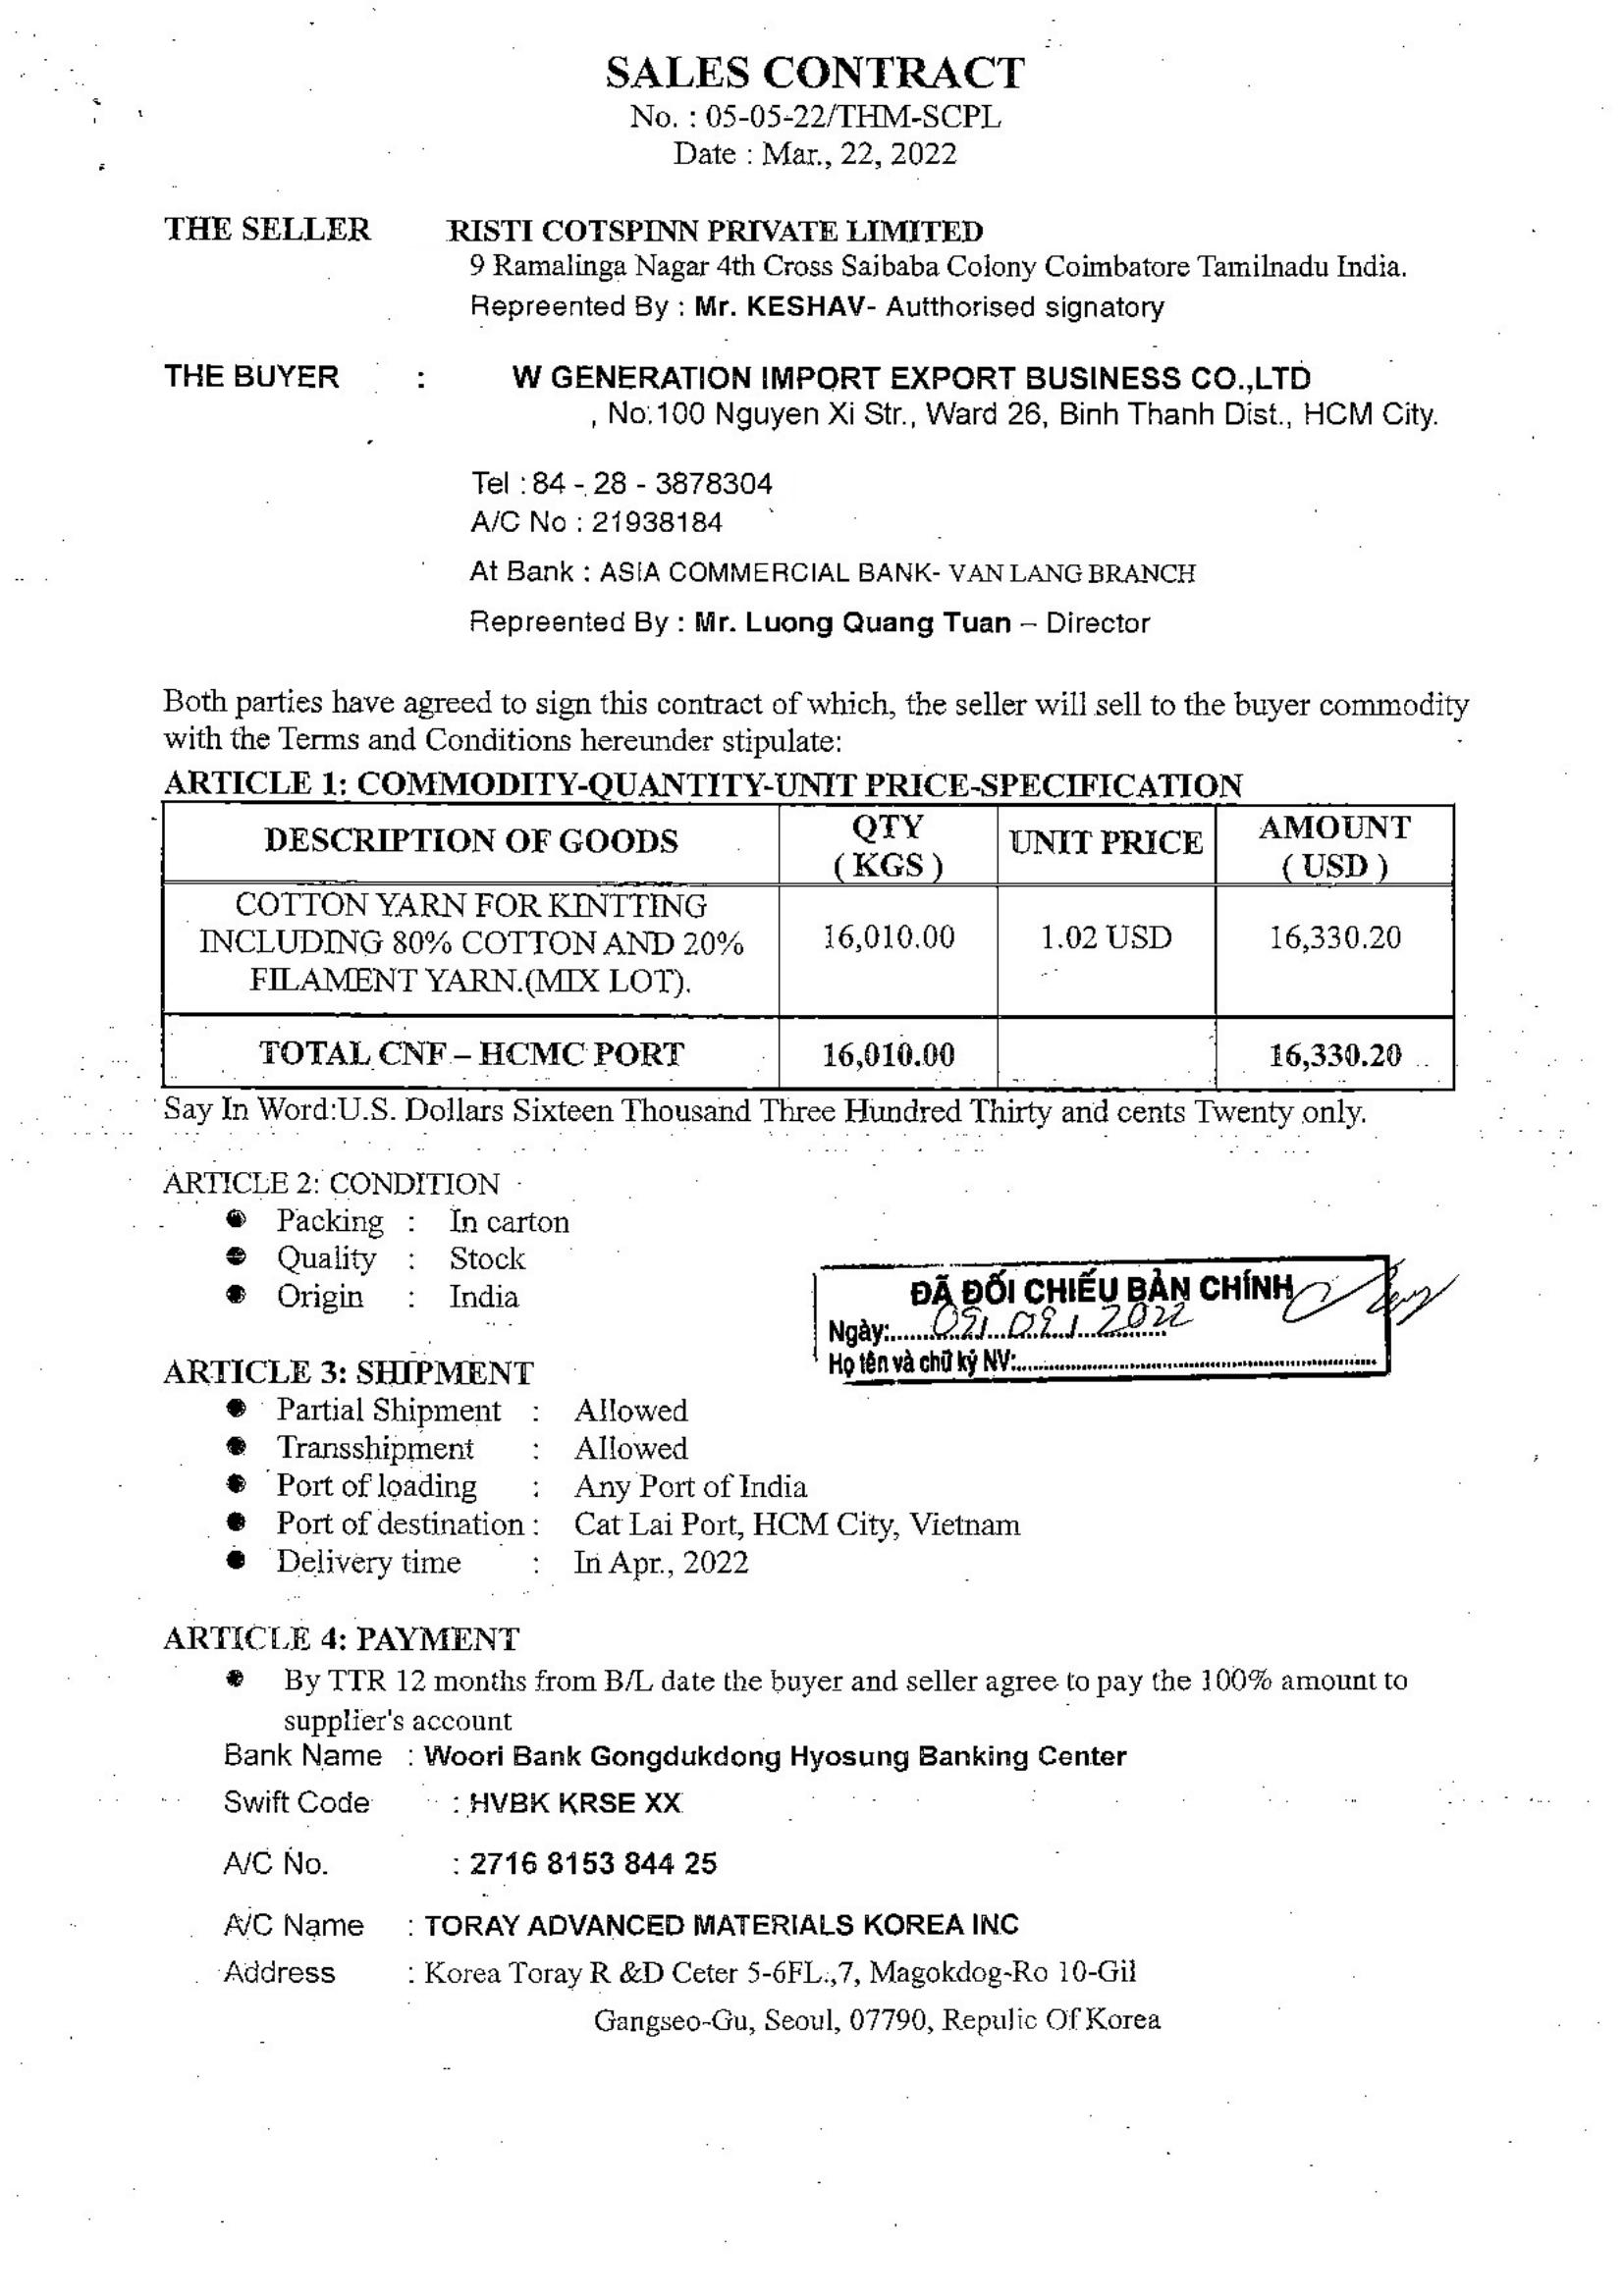 SALES CONTRACT
No. : 05-05-22/THM-SCPL
Date : Mar., 22, 2022
THE SELLER RISTI COTSPINN PRIVATE LIMITED
9 Ramalinga Nagar 4th Cross Saibaba Colony Coimbatore Tamilnadu India.
Repreented By : Mr. KESHAV- Autthorised signatory
THE BUYER : W GENERATION IMPORT EXPORT BUSINESS CO.,LTD
, No.100 Nguyen Xi Str., Ward 26, Binh Thanh Dist., HCM City.
Tel : 84 - 28 - 3878304
A/C No : 21938184
At Bank : ASIA COMMERCIAL BANK- VAN LANG BRANCH
Repreented By : Mr. Luong Quang Tuan – Director
Both parties have agreed to sign this contract of which, the seller will sell to the buyer commodity
with the Terms and Conditions hereunder stipulate:
ARTICLE 1: COMMODITY-QUANTITY-UNIT PRICE-SPECIFICATION
DESCRIPTION OF GOODS QTY (KGS) UNIT PRICE AMOUNT (USD)
COTTON YARN FOR KINTTING
INCLUDING 80% COTTON AND 20% 16,010.00 1.02 USD 16,330.20
FILAMENT YARN.(MIX LOT).
TOTAL CNF – HCMC PORT 16,010.00 16,330.20
Say In Word:U.S. Dollars Sixteen Thousand Three Hundred Thirty and cents Twenty only.
ARTICLE 2: CONDITION
Packing : In carton
Quality : Stock
Origin : India
ĐÃ ĐỐI CHIẾU BẢN CHÍNH
Ngày: 09/09/2022
Họ tên và chữ ký NV:
ARTICLE 3: SHIPMENT
Partial Shipment : Allowed
Transshipment : Allowed
Port of loading : Any Port of India
Port of destination : Cat Lai Port, HCM City, Vietnam
Delivery time : In Apr., 2022
ARTICLE 4: PAYMENT
By TTR 12 months from B/L date the buyer and seller agree to pay the 100% amount to
supplier's account
Bank Name : Woori Bank Gongdukdong Hyosung Banking Center
Swift Code : HVBK KRSE XX
A/C No. : 2716 8153 844 25
A/C Name : TORAY ADVANCED MATERIALS KOREA INC
Address : Korea Toray R &D Ceter 5-6FL.,7, Magokdog-Ro 10-Gil
Gangseo-Gu, Seoul, 07790, Repulic Of Korea